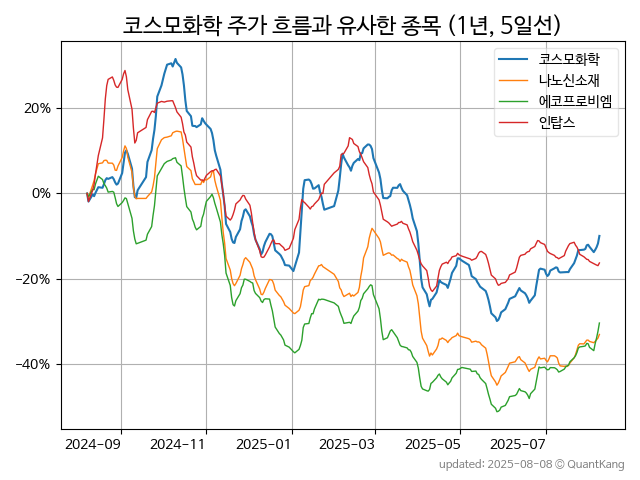 코스모화학 주가 흐름과 유사한 종목 (1년, 5일선)
코스모화학
나노신소재
에코프로비엠
인탑스
20%
0%
−20%
−40%
2024-09 2024-11 2025-01 2025-03 2025-05 2025-07
updated: 2025-08-08 © QuantKang